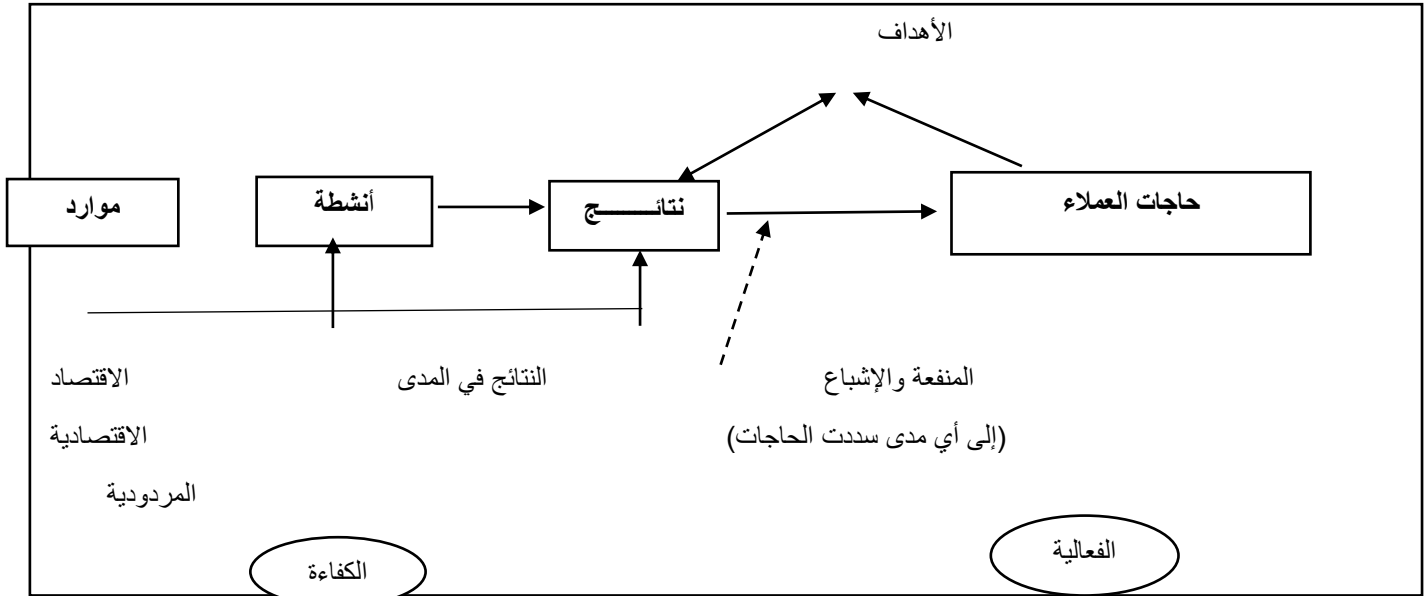 الأهداف
حاجات العملاء
نتائـــــــــج
أنشطة
موارد
المنفعة والإشباع
النتائج في المدى
الاقتصاد
(إلى أي مدى سددت الحاجات)
الاقتصادية
المردودية
الفعالية
الكفاءة